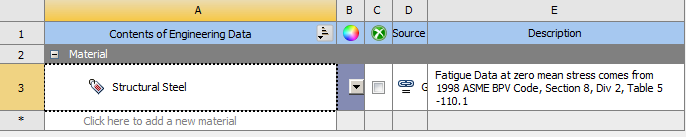 A B C D E
1 Contents of Engineering Data Source Description
2 Material
3 Structural Steel G Fatigue Data at zero mean stress comes from
1998 ASME BPV Code, Section 8, Div 2, Table 5
-110.1
* Click here to add a new material